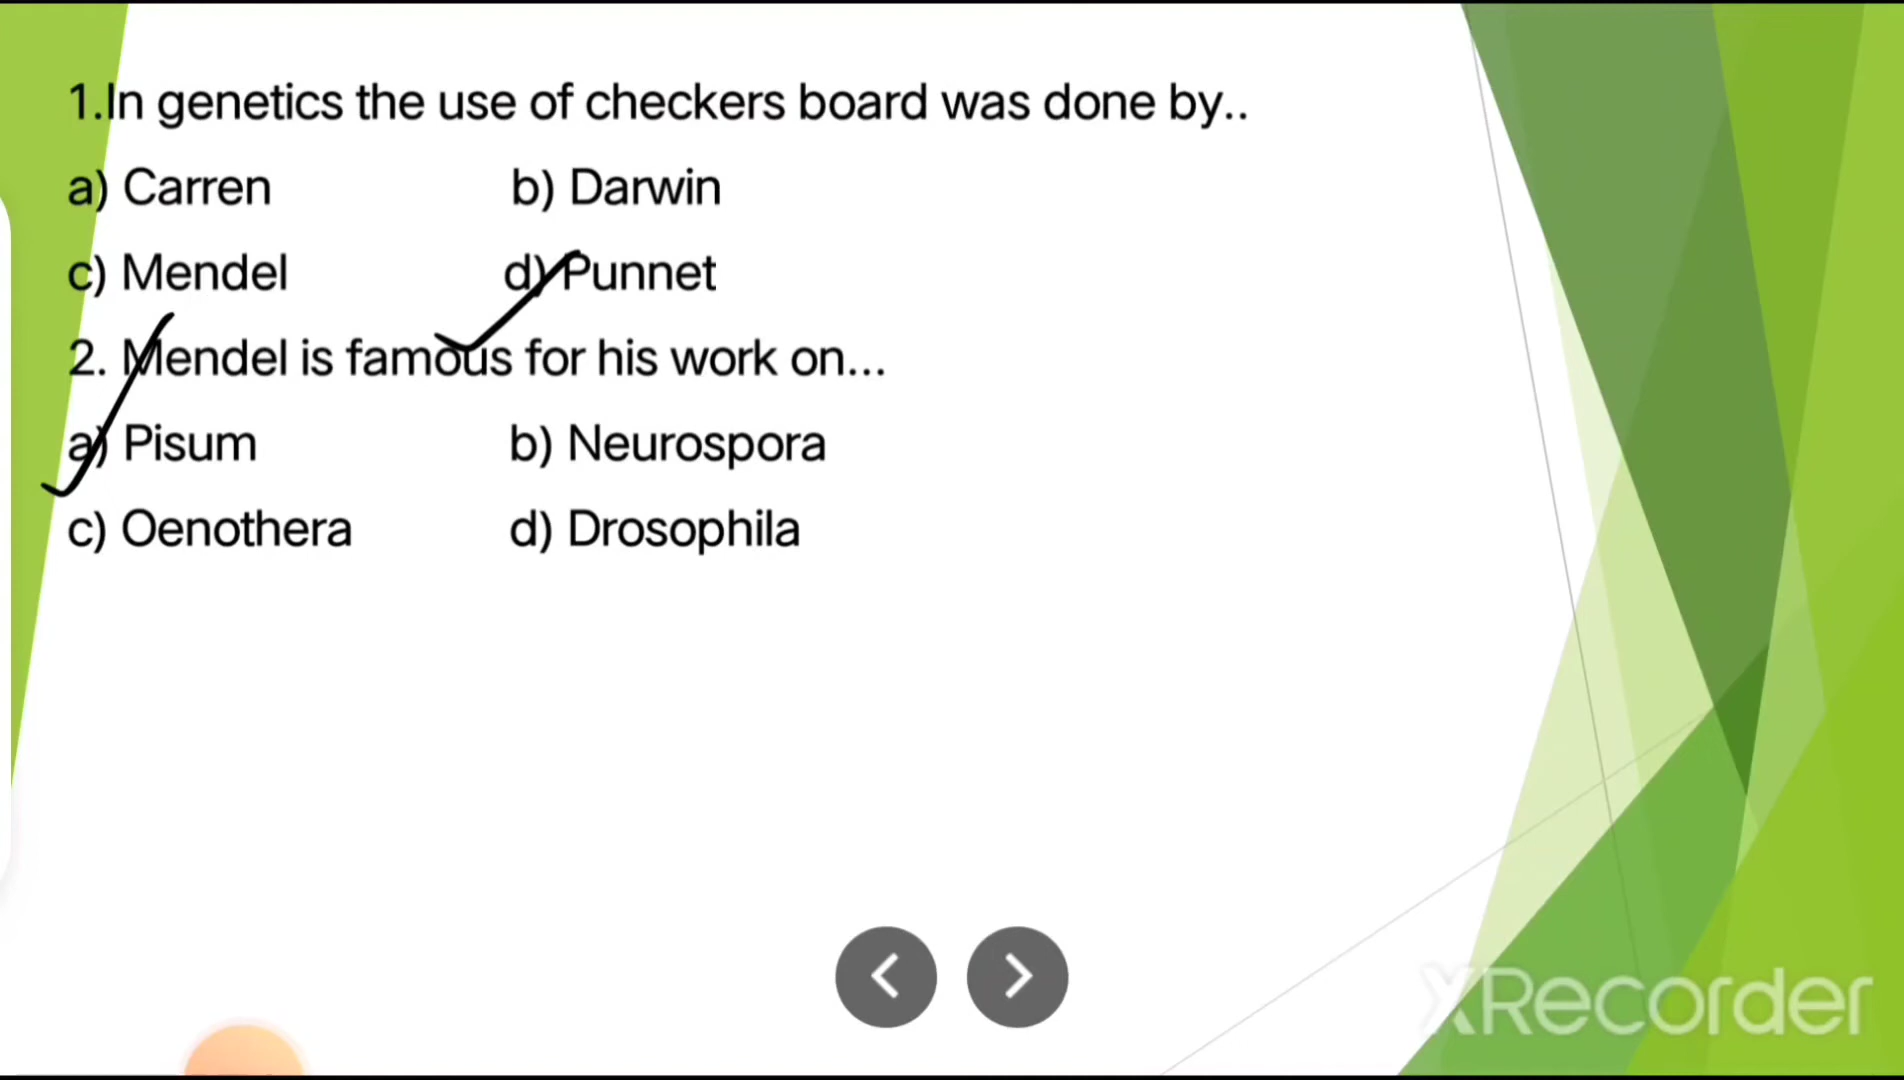 1.In genetics the use of checkers board was done by..
a) Carren b) Darwin
c) Mendel d) Punnet
2. Mendel is famous for his work on...
a) Pisum b) Neurospora
c) Oenothera d) Drosophila
XRecorder